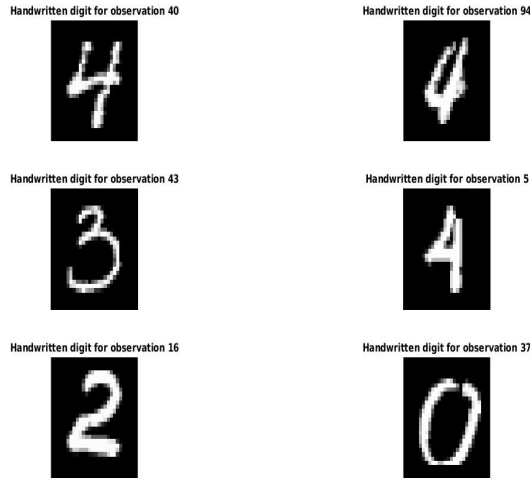 Handwritten digit for observation 40
Handwritten digit for observation 94
4
4
Handwritten digit for observation 43
Handwritten digit for observation 5
3
4
Handwritten digit for observation 16
Handwritten digit for observation 37
2
0